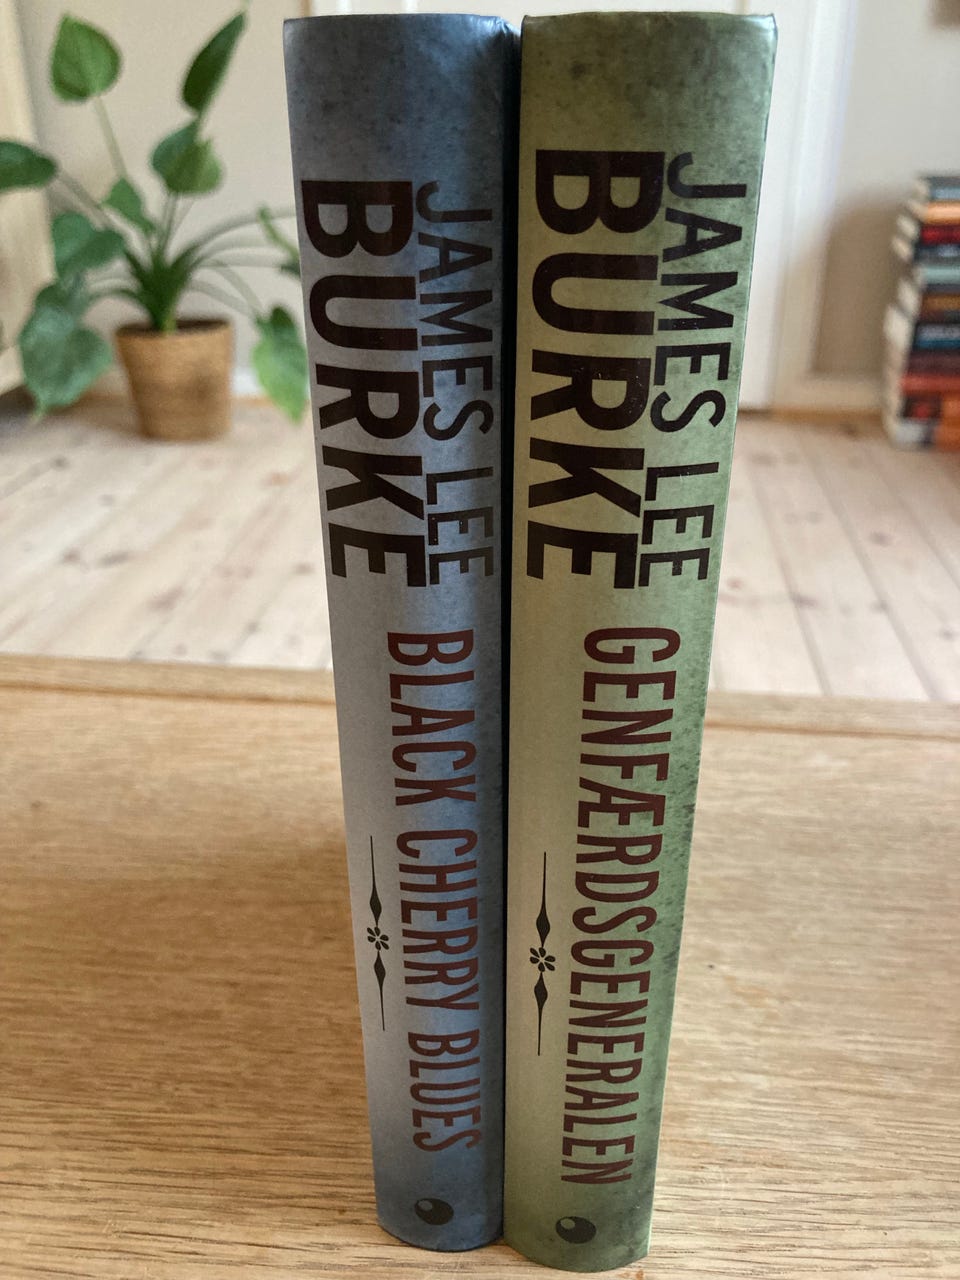 JAMES LEE
BURKE
BLACK CHERRY BLUES
JAMES LEE
BURKE
GENFÆRDSGENERALEN